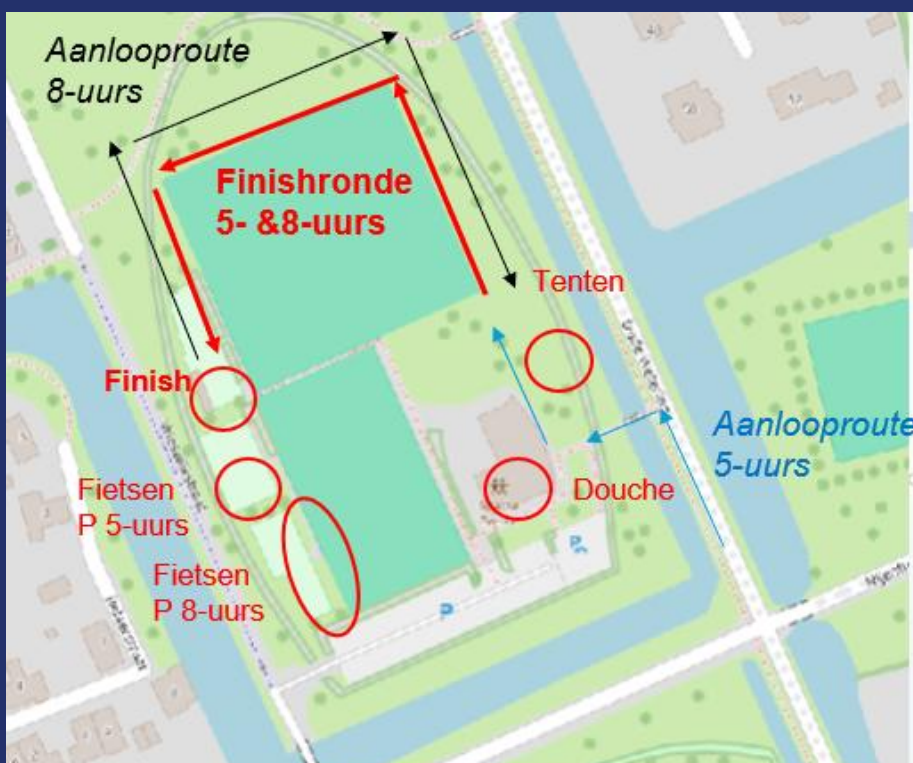 Aanlooproute
8-uurs
Finishronde
5- &8-uurs
Tenten
Finish
Aanlooproute
5-uurs
Fietsen
P 5-uurs
Douche
Fietsen
P 8-uurs
P